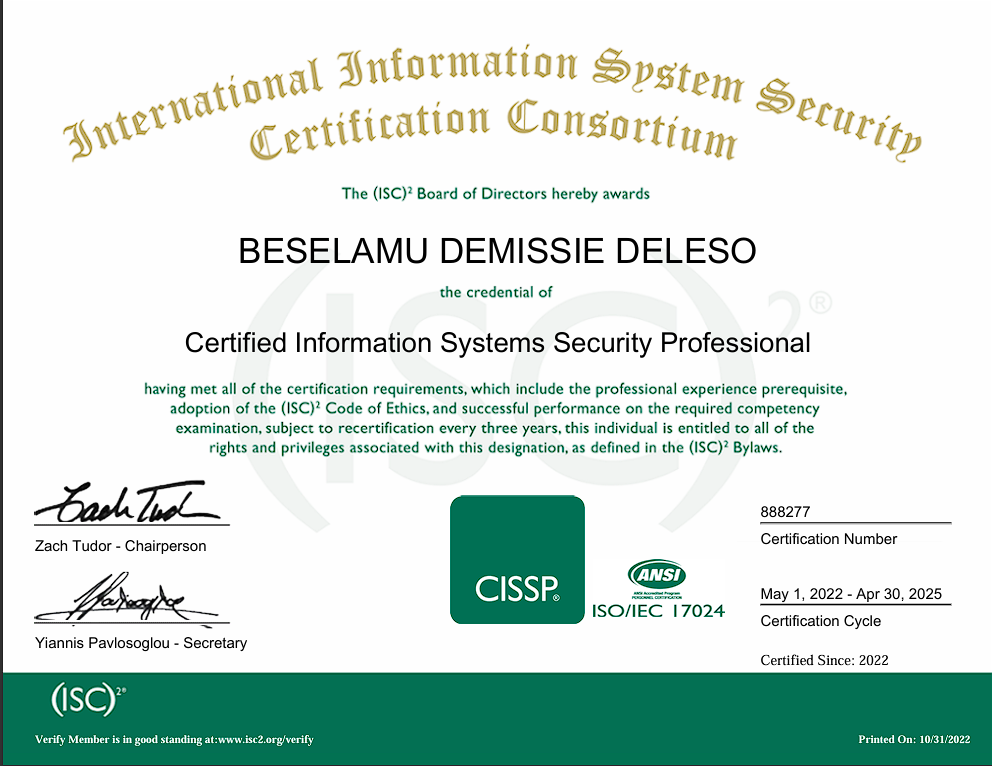 International Information System Security
Certification Consortium
The (ISC)² Board of Directors hereby awards
BESELAMU DEMISSIE DELESO
the credential of
Certified Information Systems Security Professional
having met all of the certification requirements, which include the professional experience prerequisite,
adoption of the (ISC)² Code of Ethics, and successful performance on the required competency
examination, subject to recertification every three years, this individual is entitled to all of the
rights and privileges associated with this designation, as defined in the (ISC)² Bylaws.
(ISC)²®
Zach Tudor
Zach Tudor - Chairperson
Yiannis Pavlosoglou - Secretary
CISSP®
ANSI
ANSI Accredited Program
PERSONNEL CERTIFICATION
ISO/IEC 17024
888277
Certification Number
May 1, 2022 - Apr 30, 2025
Certification Cycle
Certified Since: 2022
(ISC)²®
Verify Member is in good standing at:www.isc2.org/verify
Printed On: 10/31/2022